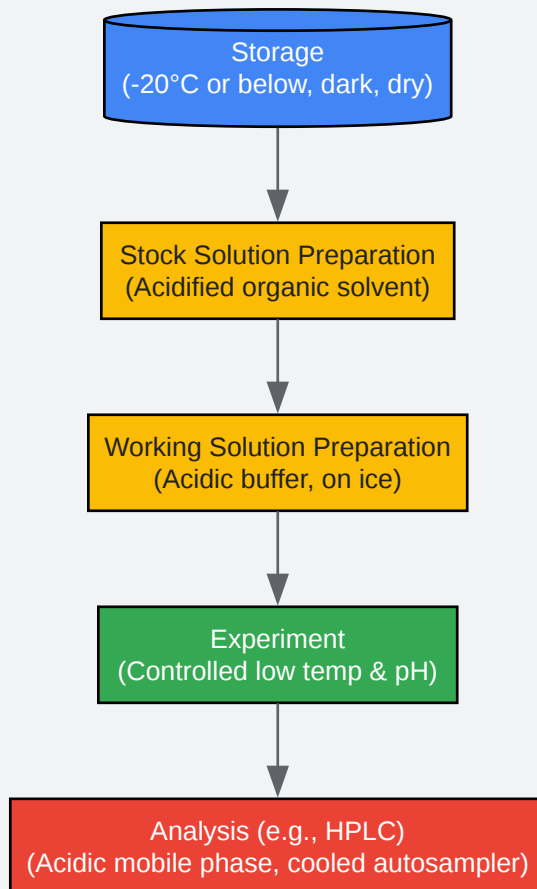 Storage
(-20°C or below, dark, dry)
Stock Solution Preparation
(Acidified organic solvent)
Working Solution Preparation
(Acidic buffer, on ice)
Experiment
(Controlled low temp & pH)
Analysis (e.g., HPLC)
(Acidic mobile phase, cooled autosampler)